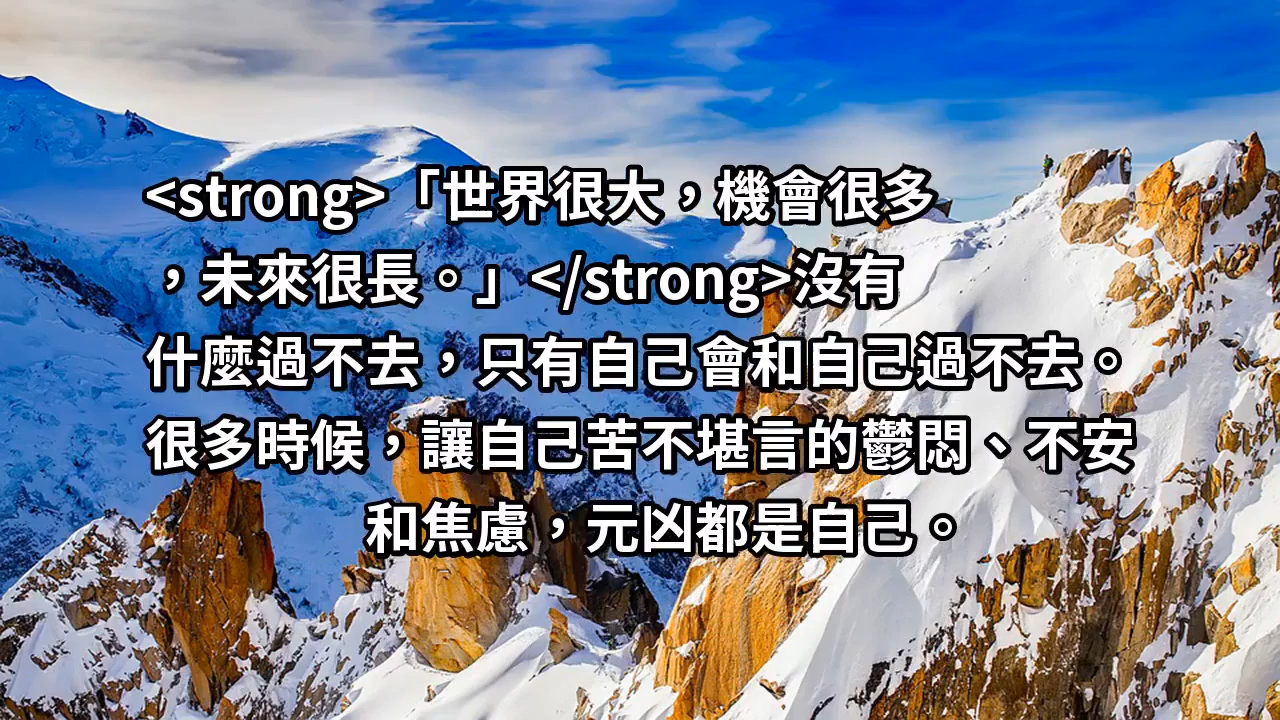 <strong>「世界很大，機會很多
，未來很長。」</strong>沒有
什麼過不去，只有自己會和自己過不去。
很多時候，讓自己苦不堪言的鬱悶、不安
和焦慮，元凶都是自己。